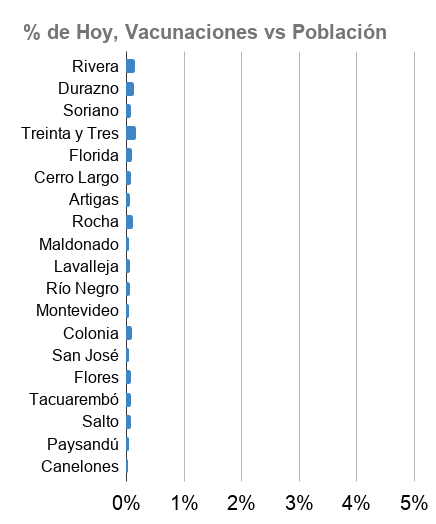 % de Hoy, Vacunaciones vs Población
Rivera
Durazno
Soriano
Treinta y Tres
Florida
Cerro Largo
Artigas
Rocha
Maldonado
Lavalleja
Río Negro
Montevideo
Colonia
San José
Flores
Tacuarembó
Salto
Paysandú
Canelones
0% 1% 2% 3% 4% 5%